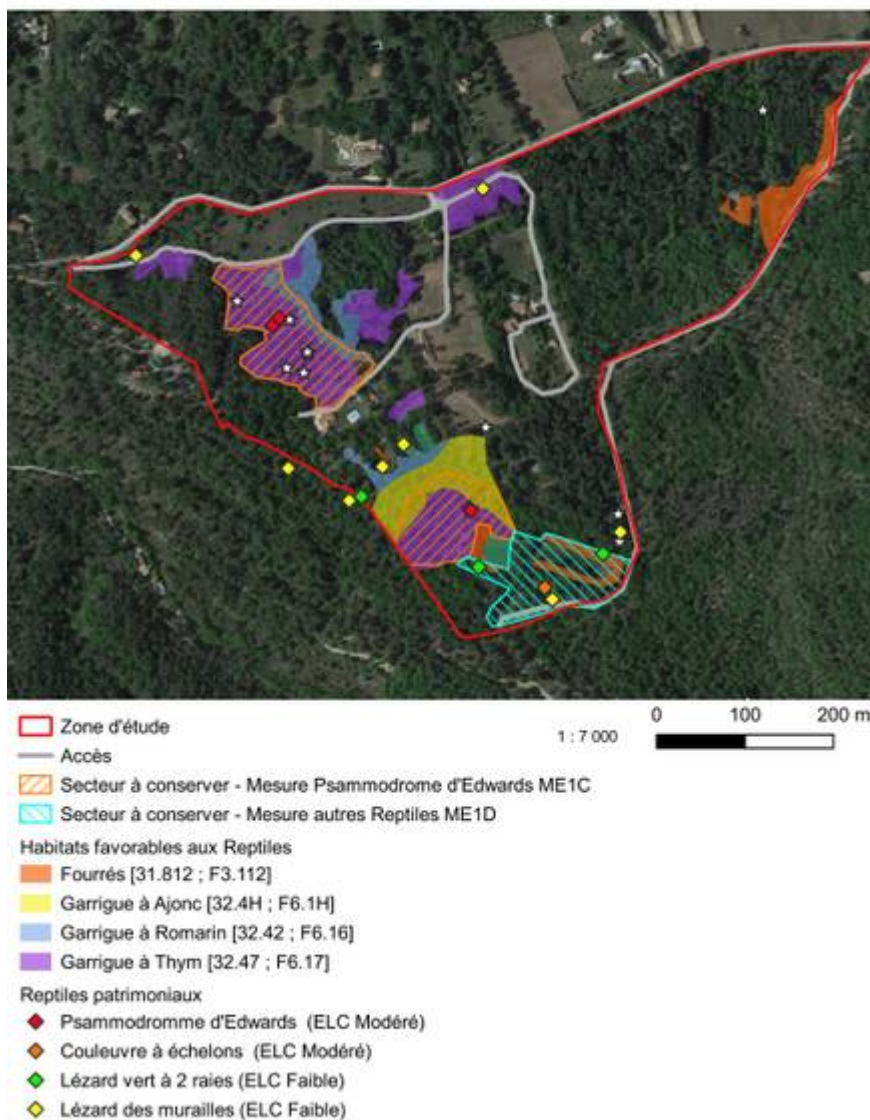 Zone d'étude
1 : 7 000
0 100 200 m
Accès
Secteur à conserver - Mesure Psammodrome d'Edwards ME1C
Secteur à conserver - Mesure autres Reptiles ME1D
Habitats favorables aux Reptiles
Fourrés [31.812 ; F3.112]
Garrigue à Ajonc [32.4H ; F6.1H]
Garrigue à Romarin [32.42 ; F6.16]
Garrigue à Thym [32.47 ; F6.17]
Reptiles patrimoniaux
Psammodromme d'Edwards (ELC Modéré)
Couleuvre à échelons (ELC Modéré)
Lézard vert à 2 raies (ELC Faible)
Lézard des murailles (ELC Faible)